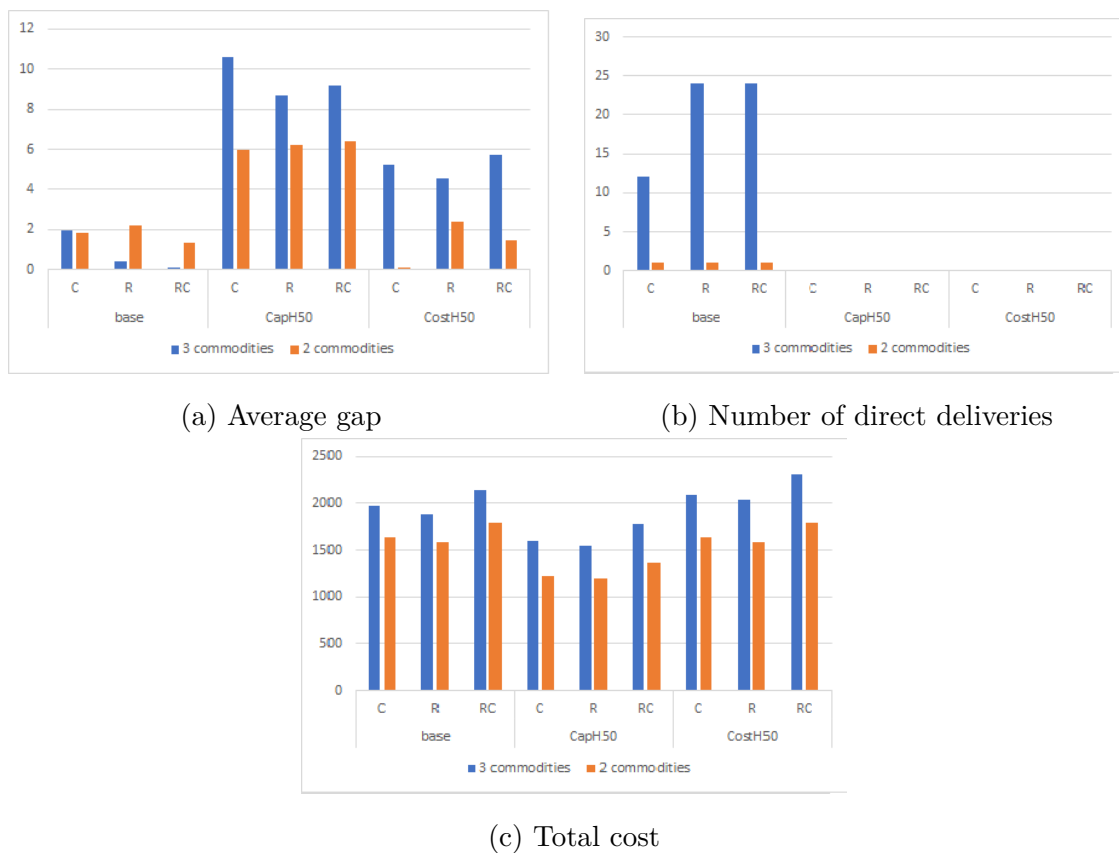 12
10
8
6
4
2
0
C R RC C R RC C R RC
base CapH50 CostH50
3 commodities 2 commodities
(a) Average gap
30
25
20
15
10
5
0
C R RC C R RC C R RC
base CapH50 CostH50
3 commodities 2 commodities
(b) Number of direct deliveries
2500
2000
1500
1000
500
0
C R RC C R RC C R RC
base CapH50 CostH50
3 commodities 2 commodities
(c) Total cost